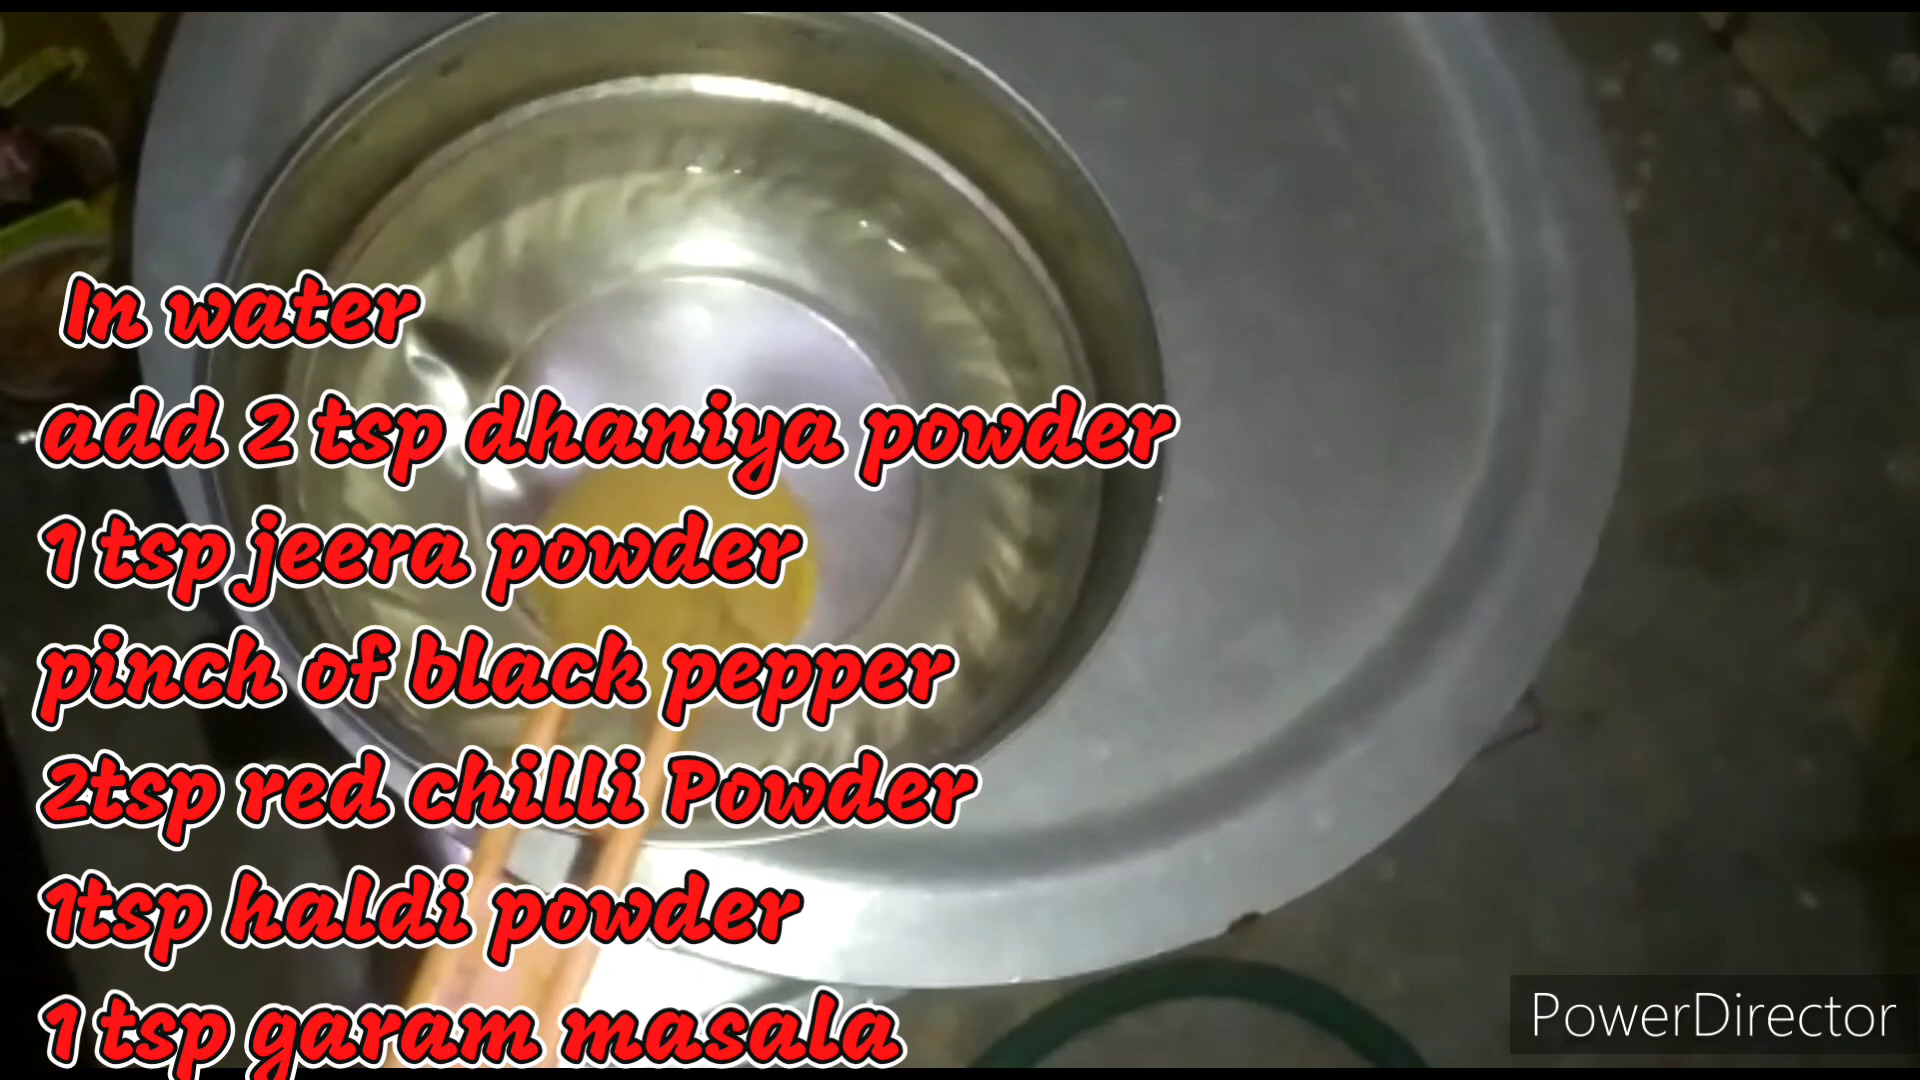 In water
add 2 tsp dhaniya powder
1 tsp jeera powder
pinch of black pepper
2tsp red chilli Powder
1tsp haldi powder
1 tsp garam masala
PowerDirector